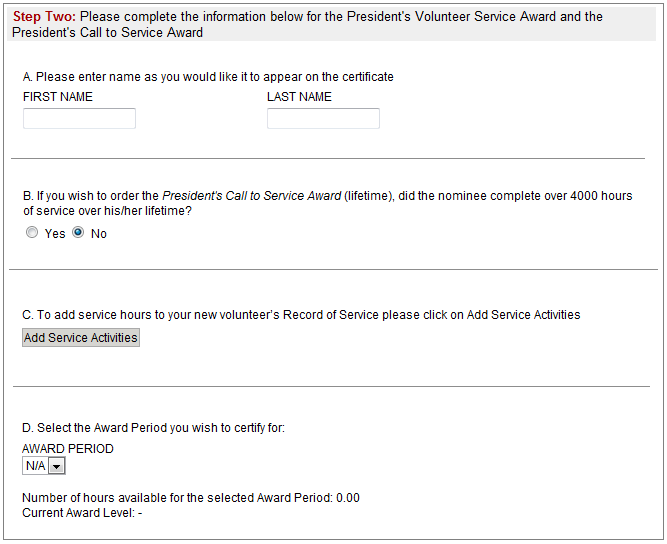 Step Two: Please complete the information below for the President's Volunteer Service Award and the
President's Call to Service Award
A. Please enter name as you would like it to appear on the certificate
FIRST NAME LAST NAME
B. If you wish to order the President's Call to Service Award (lifetime), did the nominee complete over 4000 hours
of service over his/her lifetime?
Yes No
C. To add service hours to your new volunteer's Record of Service please click on Add Service Activities
Add Service Activities
D. Select the Award Period you wish to certify for:
AWARD PERIOD
N/A
Number of hours available for the selected Award Period: 0.00
Current Award Level: -